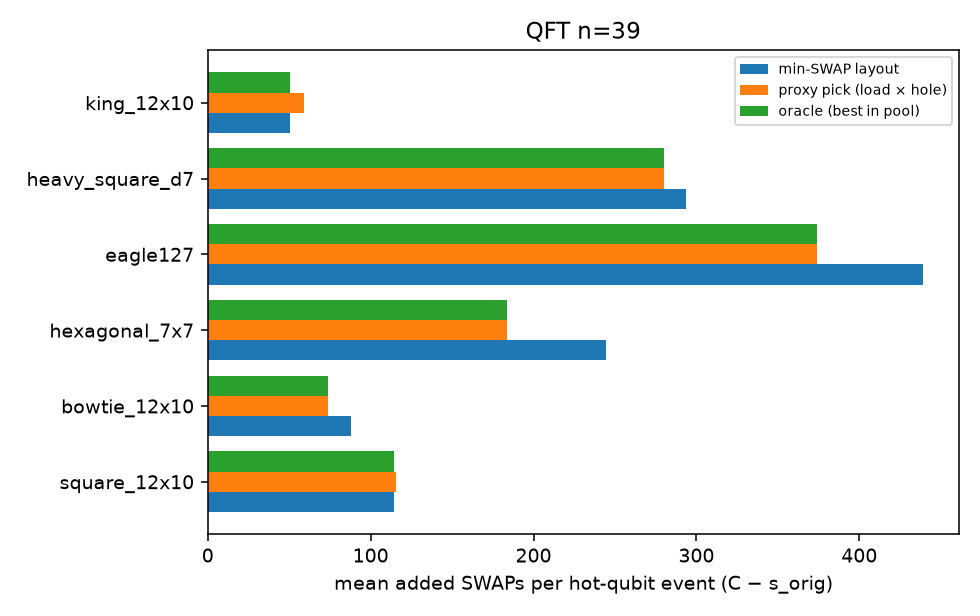 QFT n=39
min-SWAP layout
proxy pick (load × hole)
oracle (best in pool)
king_12x10
heavy_square_d7
eagle127
hexagonal_7x7
bowtie_12x10
square_12x10
0 100 200 300 400
mean added SWAPs per hot-qubit event (C − s_orig)